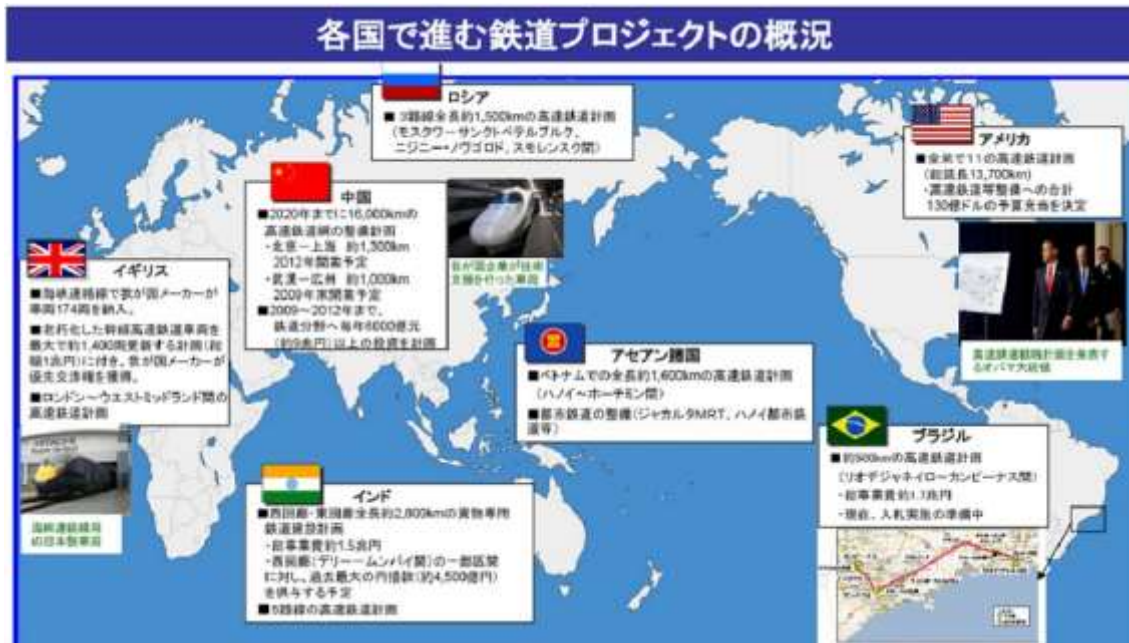 各国で進む鉄道プロジェクトの概況
ロシア
■3路線全長約1,500kmの高速鉄道計画
(モスクワーサンクトペテルブルク、
ニジニー・ノヴゴロド、スモレンスク間)
アメリカ
■全米で11の高速鉄道計画
(総延長13,700km)
・高速鉄道等整備への合計
130億ドルの予算充当を決定
高速鉄道戦略計画を発表す
るオバマ大統領
中国
■2020年までに16,000kmの
高速鉄道網の整備計画
・北京ー上海 約1,300km
2012年開業予定
・武漢ー広州 約1,000km
2009年末開業予定
■2009～2012年まで、
鉄道分野へ毎年6000億元
(約9兆円)以上の投資を計画
我が国企業が技術
支援を行った車両
イギリス
■海峡連絡線で我が国メーカーが
車両174両を納入。
■老朽化した幹線高速鉄道車両を
最大で約1,400両更新する計画(総
額1兆円)に付き、我が国メーカーが
優先交渉権を獲得。
■ロンドン～ウエストミッドランド間の
高速鉄道計画
海峡連絡線用
の日本製車両
アセアン諸国
■ベトナムでの全長約1,600kmの高速鉄道計画
(ハノイ～ホーチミン間)
■都市鉄道の整備(ジャカルタMRT、ハノイ都市鉄
道等)
ブラジル
■約500kmの高速鉄道計画
(リオデジャネイローカンピーナス間)
・総事業費約1.7兆円
・現在、入札実施の準備中
インド
■西回廊・東回廊全長約2,800kmの貨物専用
鉄道建設計画
・総事業費約1.5兆円
・西回廊(デリームンバイ間)の一部区間
に対し、過去最大の円借款(約4,500億円)
を供与する予定
■6路線の高速鉄道計画